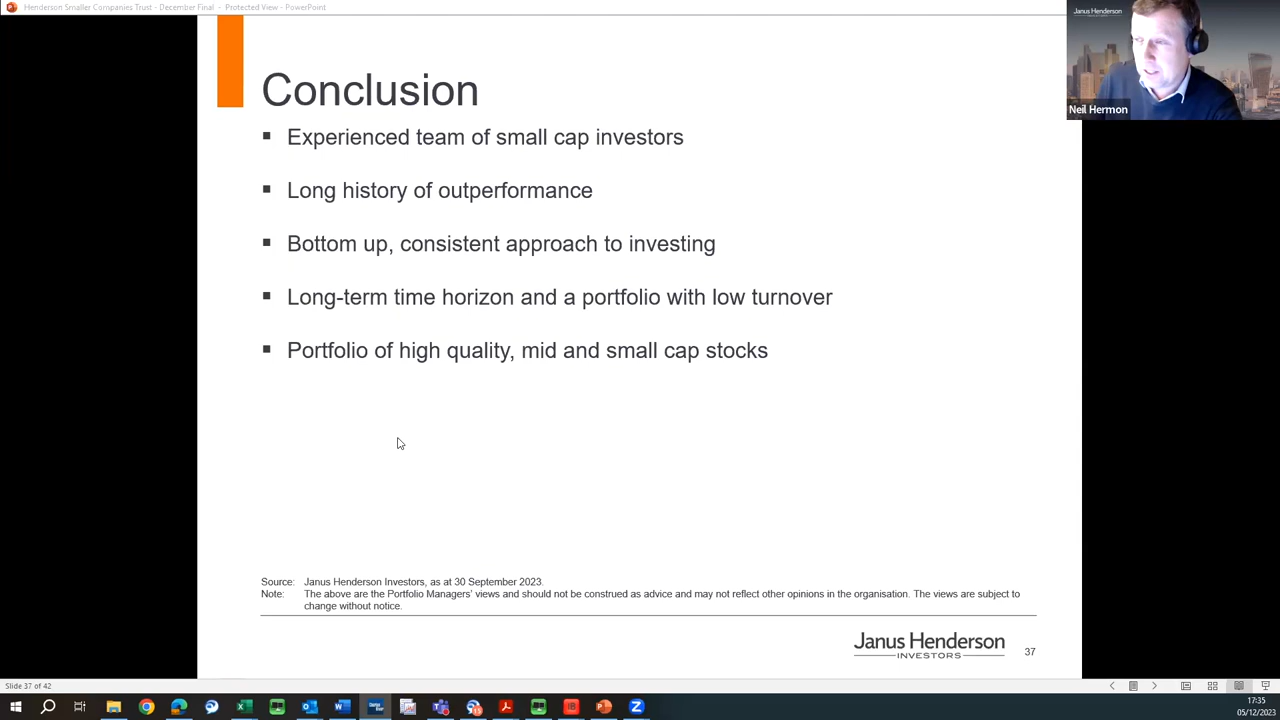 Henderson Smaller Companies Trust - December Final - Protected View - PowerPoint
Janus Henderson
Neil Hermon
Conclusion
▪ Experienced team of small cap investors
▪ Long history of outperformance
▪ Bottom up, consistent approach to investing
▪ Long-term time horizon and a portfolio with low turnover
▪ Portfolio of high quality, mid and small cap stocks
Source: Janus Henderson Investors, as at 30 September 2023.
Note: The above are the Portfolio Managers' views and should not be construed as advice and may not reflect other opinions in the organisation. The views are subject to
change without notice.
Janus Henderson
INVESTORS
37
Slide 37 of 42
17:35
05/12/2023